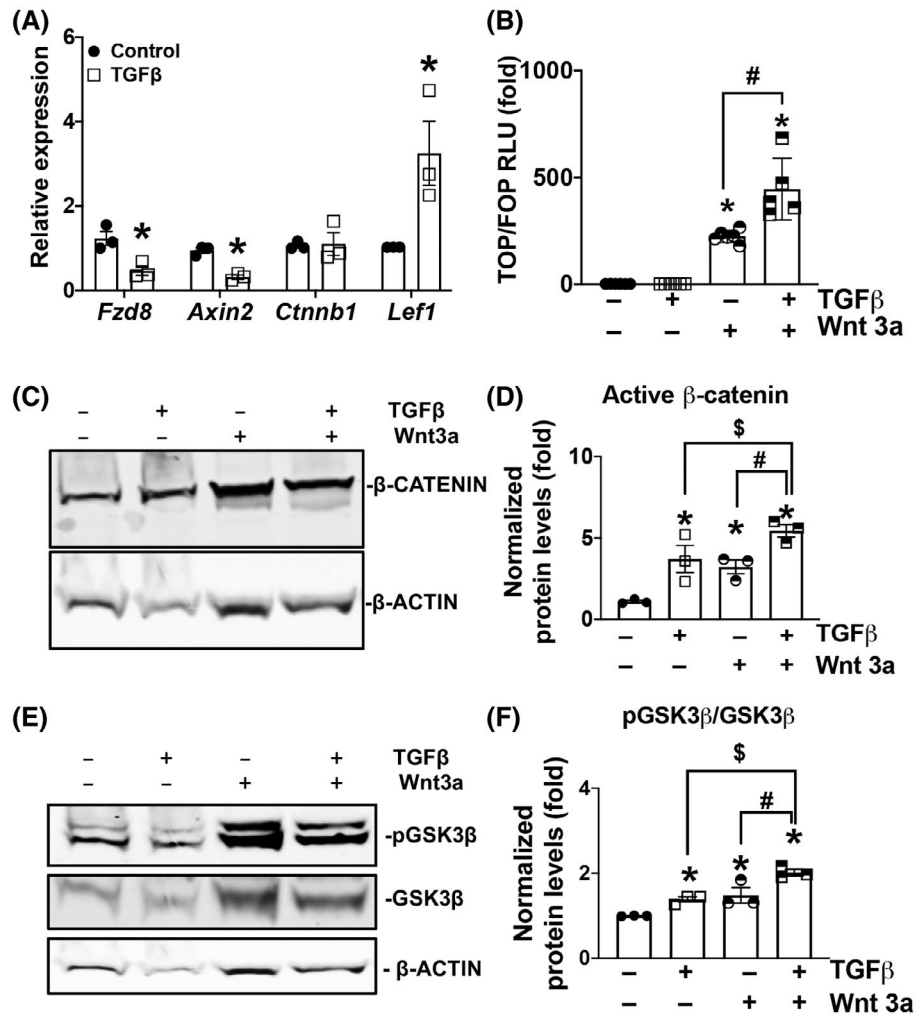 (A)
Relative expression
6
4
2
0
● Control
□ TGFβ
*
*
*
Fzd8 Axin2 Ctnnb1 Lef1
(B)
TOP/FOP RLU (fold)
1000
500
0
#
*
*
– + – + TGFβ
– – + + Wnt 3a
(C)
– + – + TGFβ
– – + + Wnt3a
-β-CATENIN
-β-ACTIN
(D)
Active β-catenin
Normalized
protein levels (fold)
10
5
0
$
#
* * *
– + – + TGFβ
– – + + Wnt 3a
(E)
– + – + TGFβ
– – + + Wnt3a
-pGSK3β
-GSK3β
- β-ACTIN
(F)
pGSK3β/GSK3β
Normalized
protein levels (fold)
4
2
0
$
#
* * *
– + – + TGFβ
– – + + Wnt 3a